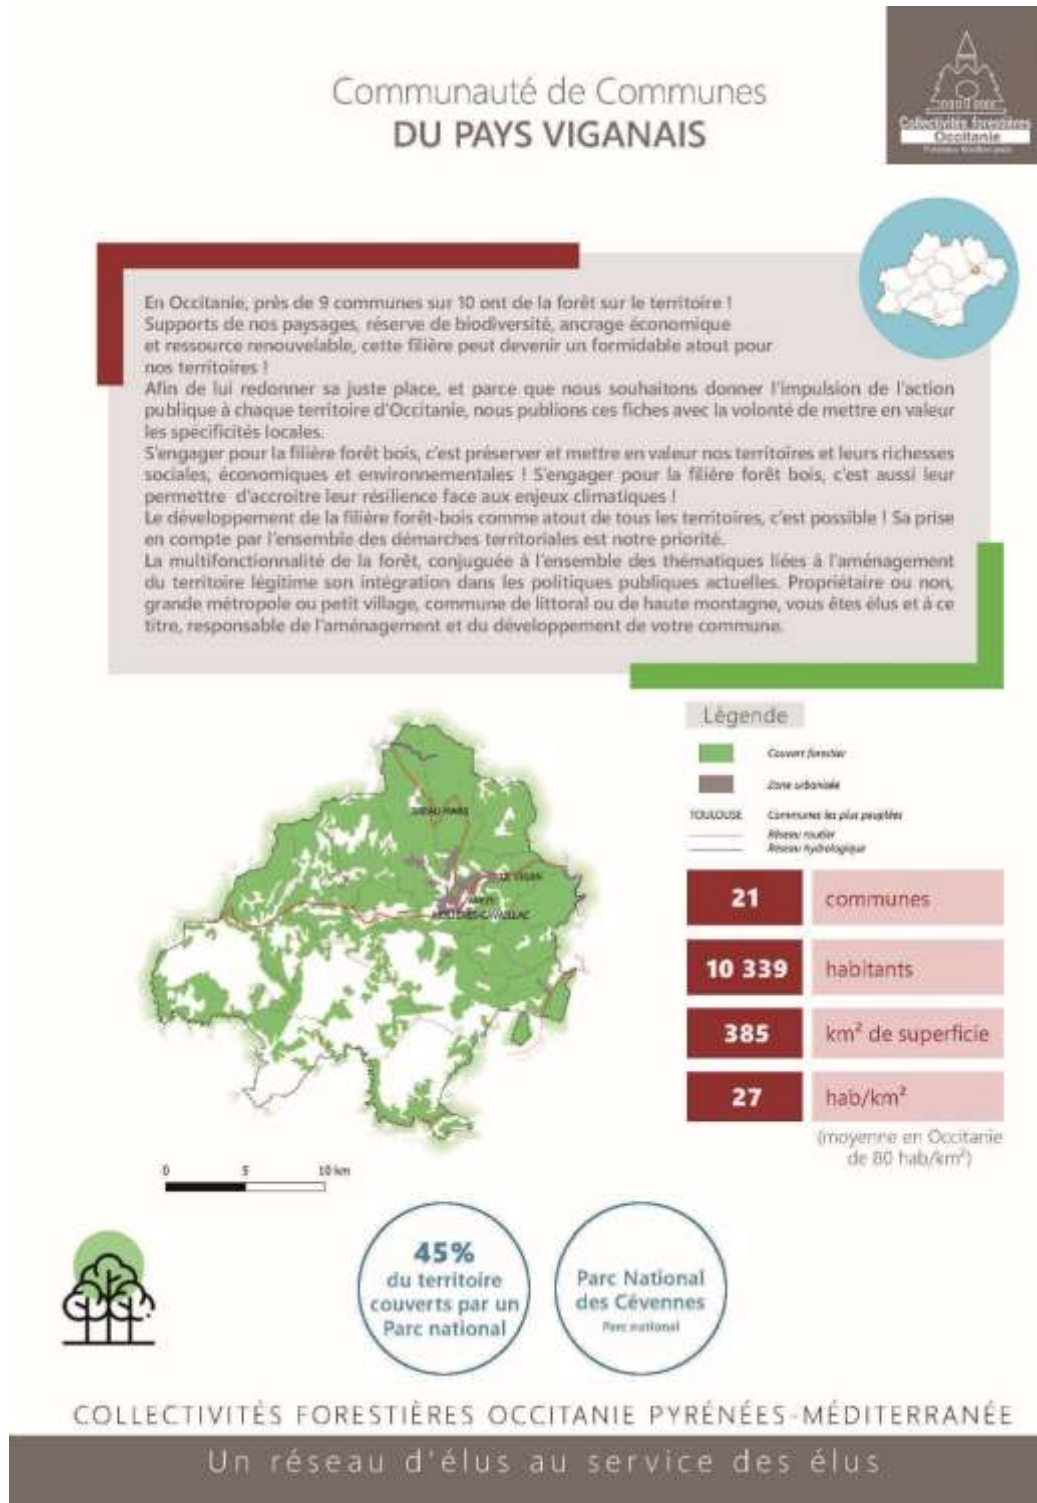 Communauté de Communes
DU PAYS VIGANAIS
Collectivités forestières
Occitanie
Pyrénées-Méditerranée
En Occitanie, près de 9 communes sur 10 ont de la forêt sur le territoire !
Supports de nos paysages, réserve de biodiversité, ancrage économique
et ressource renouvelable, cette filière peut devenir un formidable atout pour
nos territoires !
Afin de lui redonner sa juste place, et parce que nous souhaitons donner l'impulsion de l'action
publique à chaque territoire d'Occitanie, nous publions ces fiches avec la volonté de mettre en valeur
les spécificités locales.
S'engager pour la filière forêt bois, c'est préserver et mettre en valeur nos territoires et leurs richesses
sociales, économiques et environnementales ! S'engager pour la filière forêt bois, c'est aussi leur
permettre d'accroitre leur résilience face aux enjeux climatiques !
Le développement de la filière forêt-bois comme atout de tous les territoires, c'est possible ! Sa prise
en compte par l'ensemble des démarches territoriales est notre priorité.
La multifonctionnalité de la forêt, conjuguée à l'ensemble des thématiques liées à l'aménagement
du territoire légitime son intégration dans les politiques publiques actuelles. Propriétaire ou non,
grande métropole ou petit village, commune de littoral ou de haute montagne, vous êtes élus et à ce
titre, responsable de l'aménagement et du développement de votre commune.
Légende
Couvert forestier
Zone urbanisée
TOULOUSE Communes les plus peuplées
Réseau routier
Réseau hydrologique
LE VIGAN
MOLIERES-CAVAILLAC
21 communes
10 339 habitants
385 km² de superficie
27 hab/km²
(moyenne en Occitanie
de 80 hab/km²)
0 5 10 km
45%
du territoire
couverts par un
Parc national
Parc National
des Cévennes
Parc national
COLLECTIVITÉS FORESTIÈRES OCCITANIE PYRÉNÉES-MÉDITERRANÉE
Un réseau d'élus au service des élus